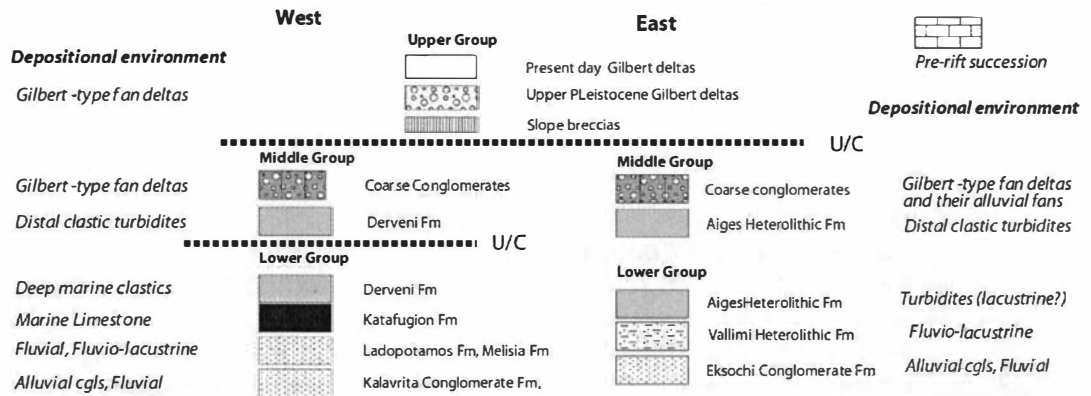 West East
Upper Group
Depositional environment
Present day Gilbert deltas
Pre-rift succession
Gilbert -type fan deltas
Upper PLeistocene Gilbert deltas
Depositional environment
Slope breccias
U/C
Middle Group Middle Group
Gilbert -type fan deltas Coarse Conglomerates Coarse conglomerates Gilbert -type fan deltas
and their alluvial fans
Distal clastic turbidites Derveni Fm Aiges Heterolithic Fm Distal clastic turbidites
U/C
Lower Group Lower Group
Deep marine clastics Derveni Fm AigesHeterolithic Fm Turbidites (lacustrine?)
Marine Limestone Katafugion Fm Vallimi Heterolithic Fm Fluvio-lacustrine
Fluvial, Fluvio-lacustrine Ladopotamos Fm, Melisia Fm
Alluvial cgls, Fluvial Kalavrita Conglomerate Fm, Eksochi Conglomerate Fm Alluvial cgls, Fluvial